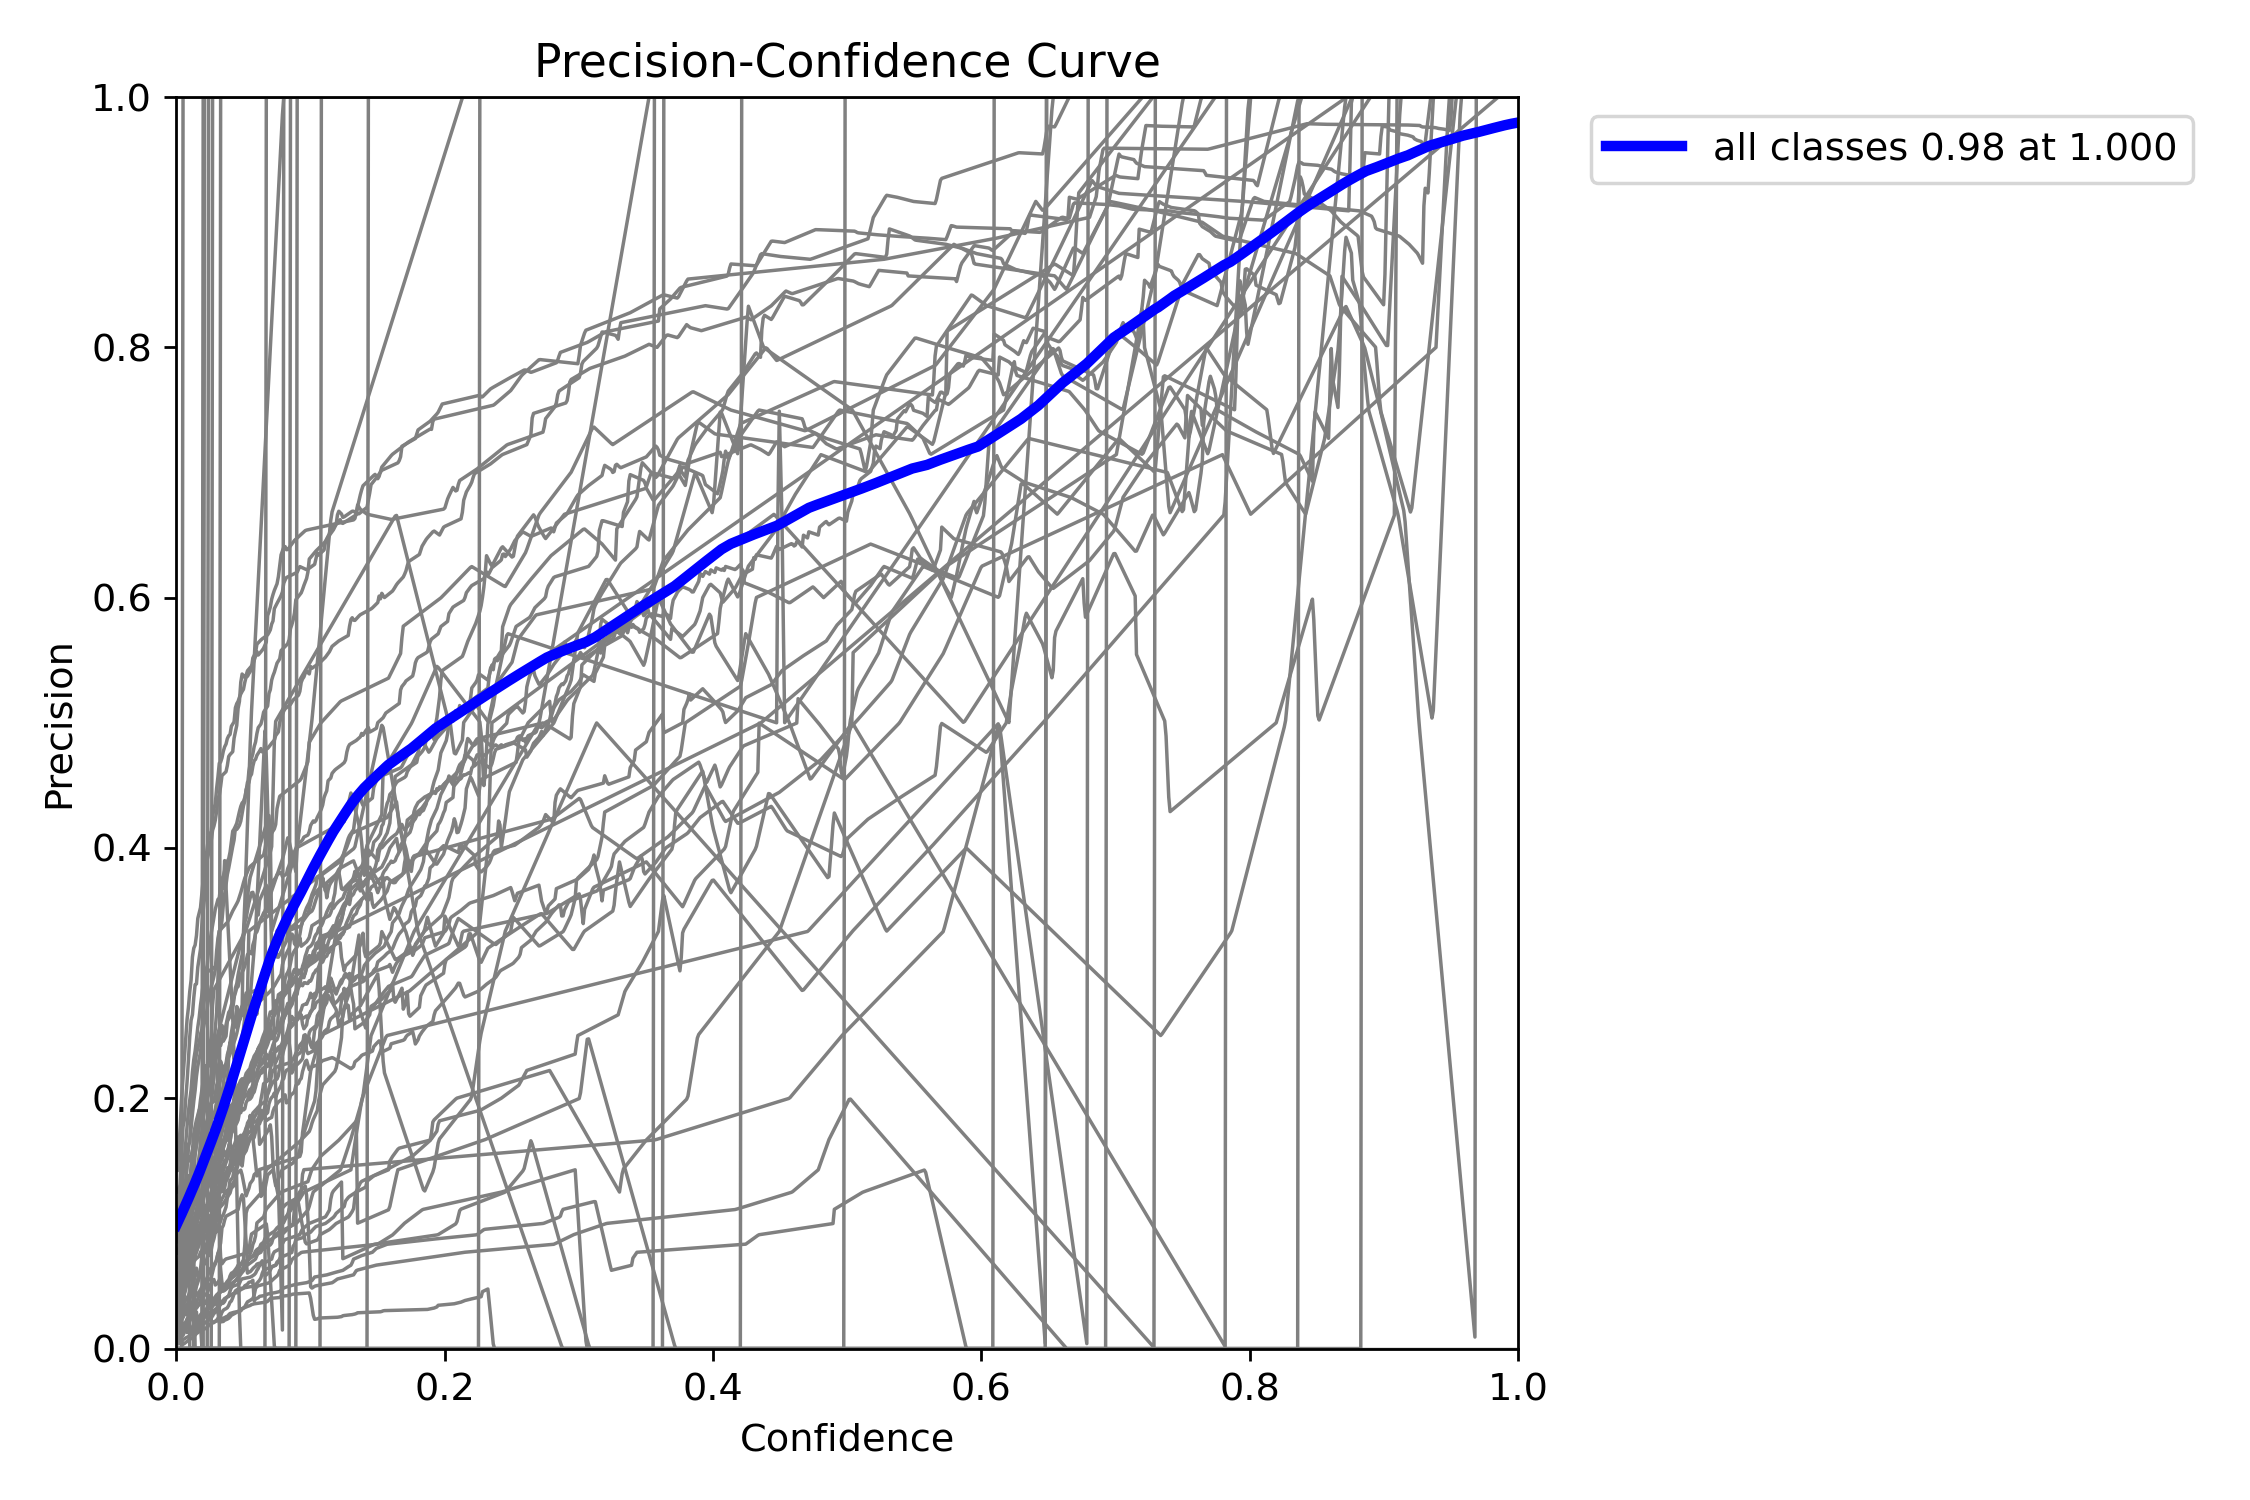 Precision-Confidence Curve
all classes 0.98 at 1.000
Precision
1.0
0.8
0.6
0.4
0.2
0.0
0.0 0.2 0.4 0.6 0.8 1.0
Confidence